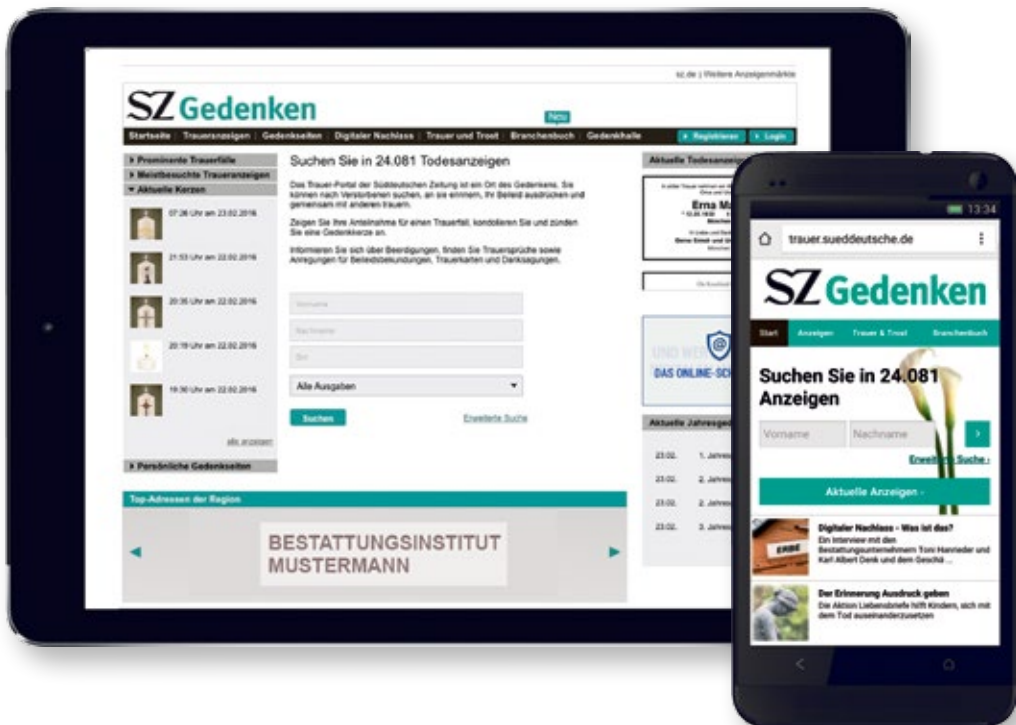 sz.de | Weitere Anzeigenmärkte
SZ Gedenken
Neu
Startseite Traueranzeigen Gedenkseiten Digitaler Nachlass Trauer und Trost Branchenbuch Gedenkhalle Registrieren Login
Prominente Trauerfälle
Meistbesuchte Traueranzeigen
Aktuelle Kerzen
07:36 Uhr am 23.02.2016
21:53 Uhr am 22.02.2016
20:35 Uhr am 22.02.2016
20:19 Uhr am 22.02.2016
19:30 Uhr am 22.02.2016
alle anzeigen
Persönliche Gedenkseiten
Suchen Sie in 24.081 Todesanzeigen
Das Trauer-Portal der Süddeutschen Zeitung ist ein Ort des Gedenkens. Sie
können nach Verstorbenen suchen, an sie erinnern, Ihr Beileid ausdrücken und
gemeinsam mit anderen trauern.
Zeigen Sie Ihre Anteilnahme für einen Trauerfall, kondolieren Sie und zünden
Sie eine Gedenkkerze an.
Informieren Sie sich über Beerdigungen, finden Sie Trauersprüche sowie
Anregungen für Beileidsbekundungen, Trauerkarten und Danksagungen.
Vorname
Nachname
Ort
Alle Ausgaben
Suchen
Erweiterte Suche
Aktuelle Todesanzeigen
Erna Ma
UND WER
DAS ONLINE-SC
Aktuelle Jahresged
23.02. 1. Jahres
23.02. 2. Jahres
23.02. 2. Jahres
23.02. 3. Jahres
Top-Adressen der Region
BESTATTUNGSINSTITUT
MUSTERMANN
13:34
trauer.sueddeutsche.de
SZ Gedenken
Start Anzeigen Trauer & Trost Branchenbuch
Suchen Sie in 24.081
Anzeigen
Vorname Nachname
Erweiterte Suche ›
Aktuelle Anzeigen ›
Digitaler Nachlass - Was ist das?
Ein Interview mit den
Bestattungsunternehmern Toni Hanrieder und
Karl Albert Denk und dem Geschä ...
ERBE
Der Erinnerung Ausdruck geben
Die Aktion Liebensbriefe hilft Kindern, sich mit
dem Tod auseinanderzusetzen